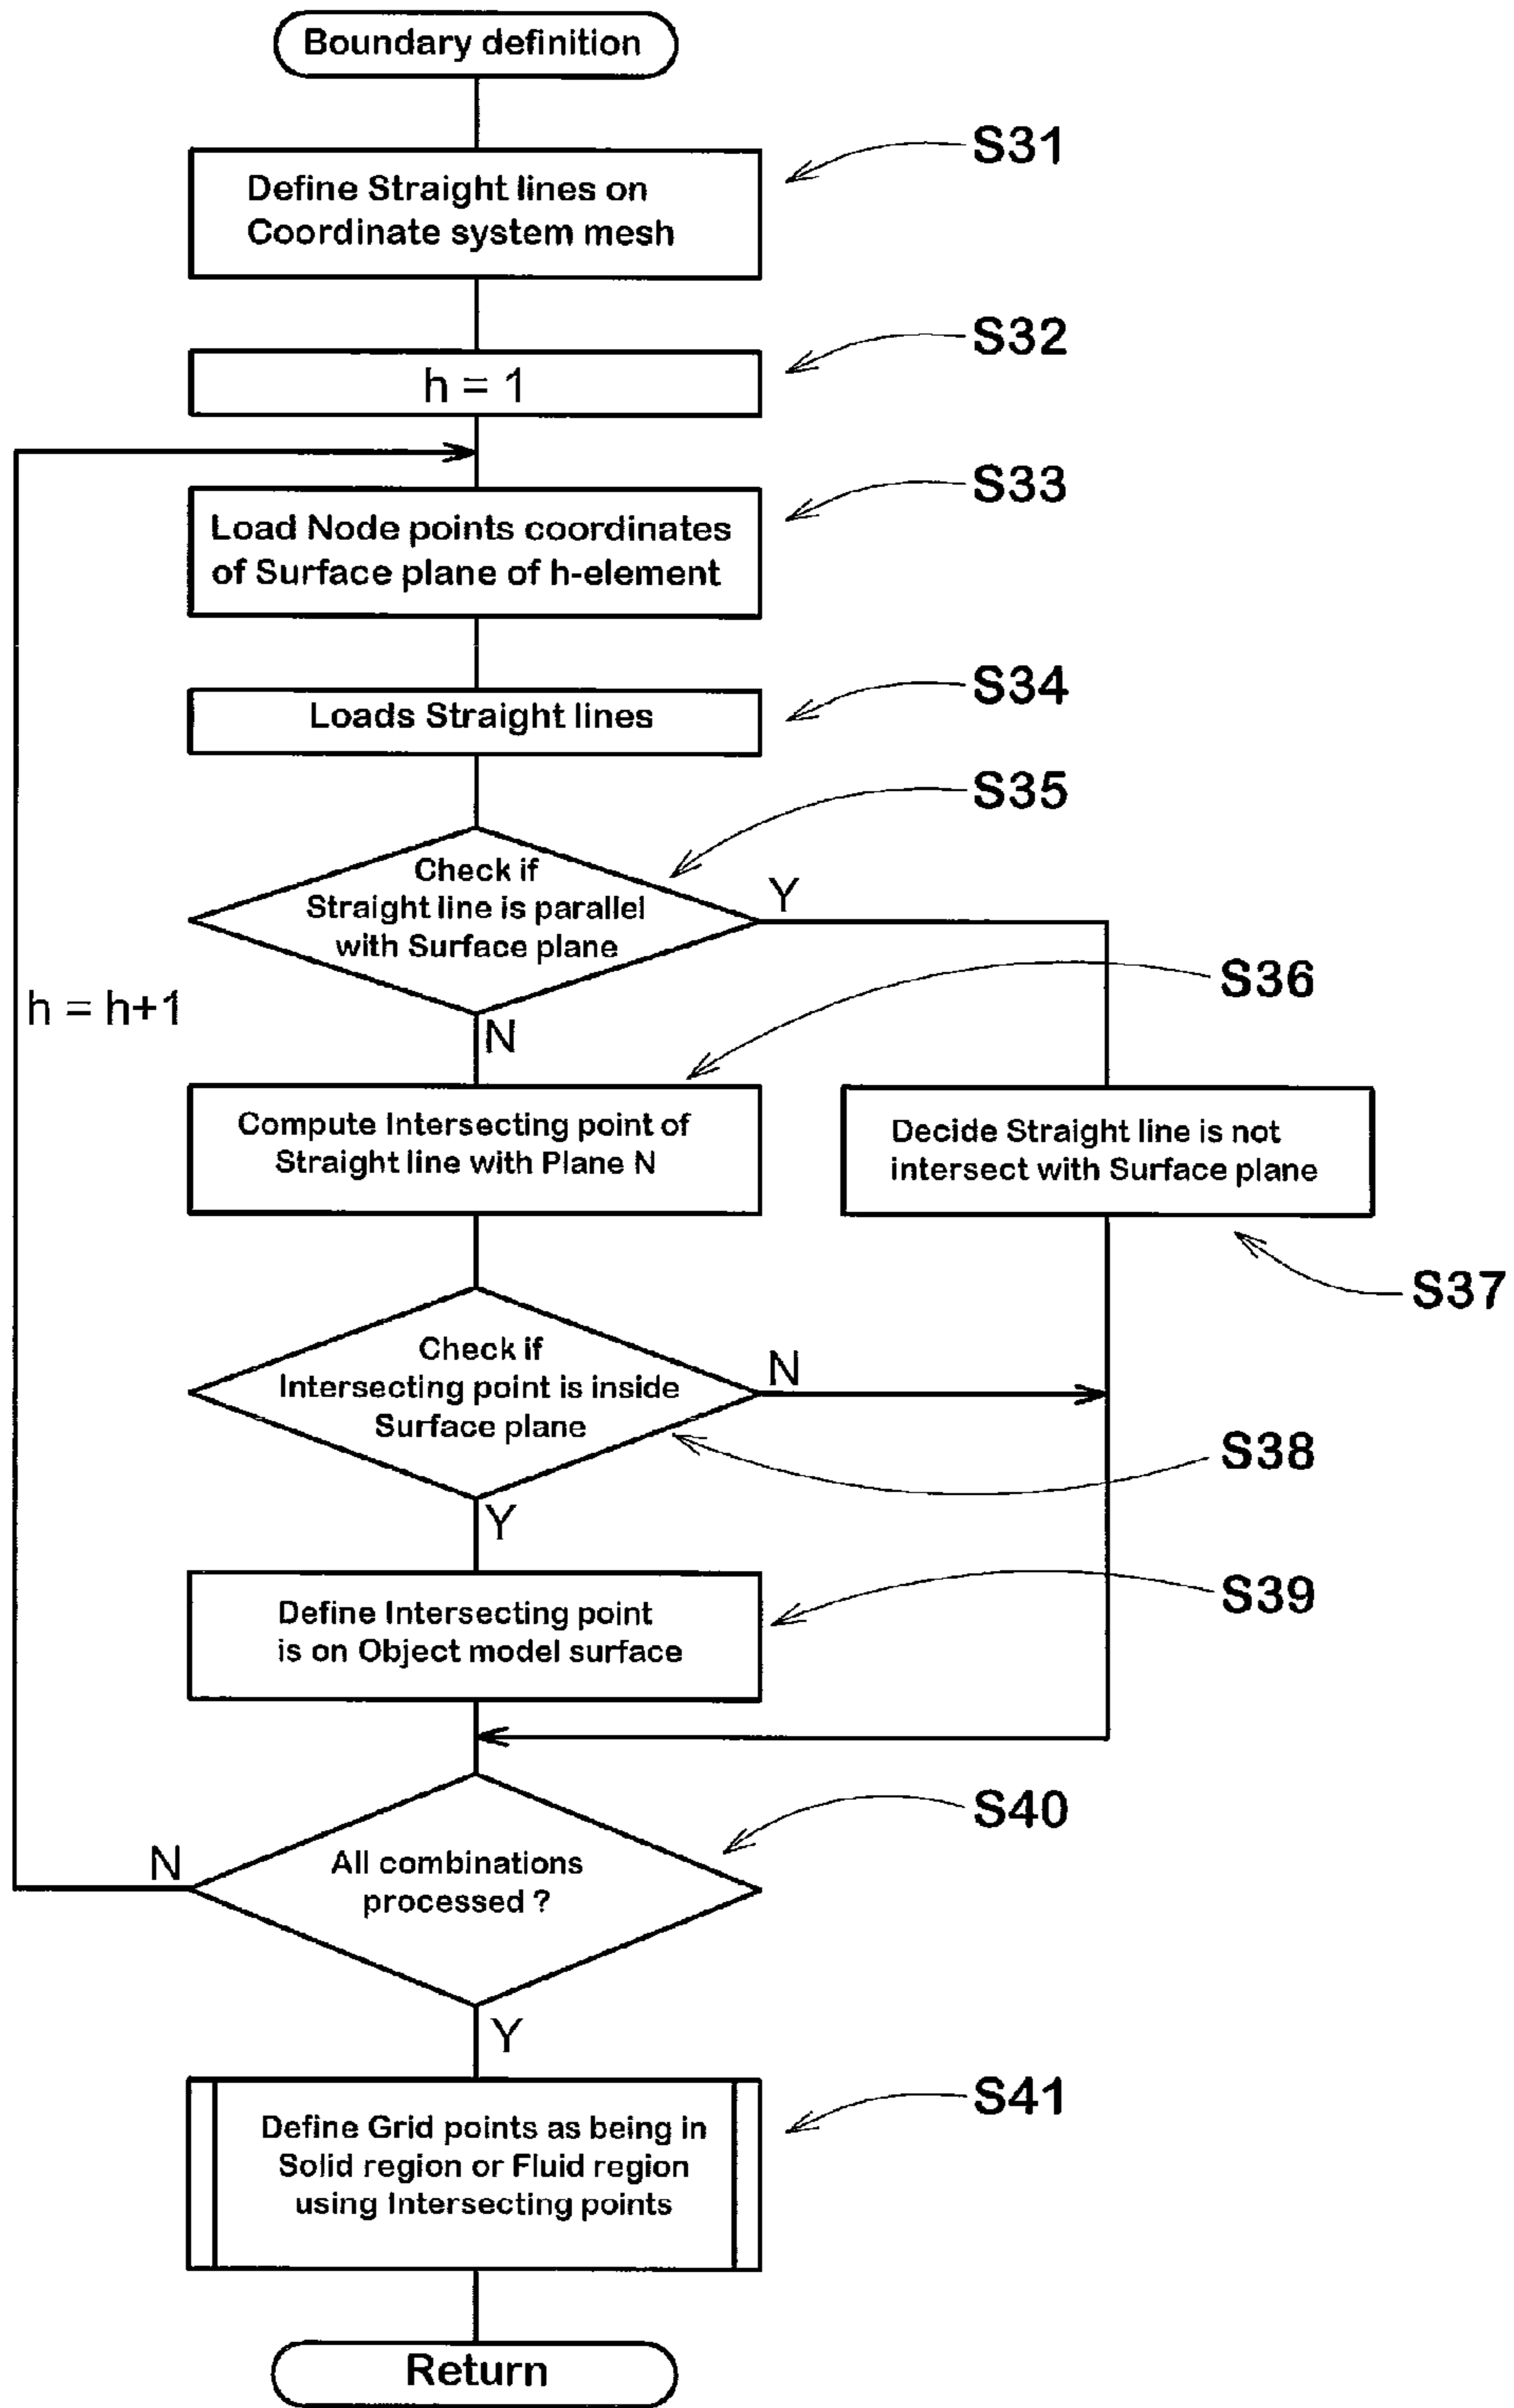 Boundary definition
S31
Define Straight lines on
Coordinate system mesh
S32
h = 1
S33
Load Node points coordinates
of Surface plane of h-element
S34
Loads Straight lines
S35
Check if
Straight line is parallel
with Surface plane
Y
S36
h = h+1
N
Compute Intersecting point of
Straight line with Plane N
Decide Straight line is not
intersect with Surface plane
S37
Check if
Intersecting point is inside
Surface plane
N
S38
Y
S39
Define Intersecting point
is on Object model surface
S40
N
All combinations
processed ?
Y
S41
Define Grid points as being in
Solid region or Fluid region
using Intersecting points
Return